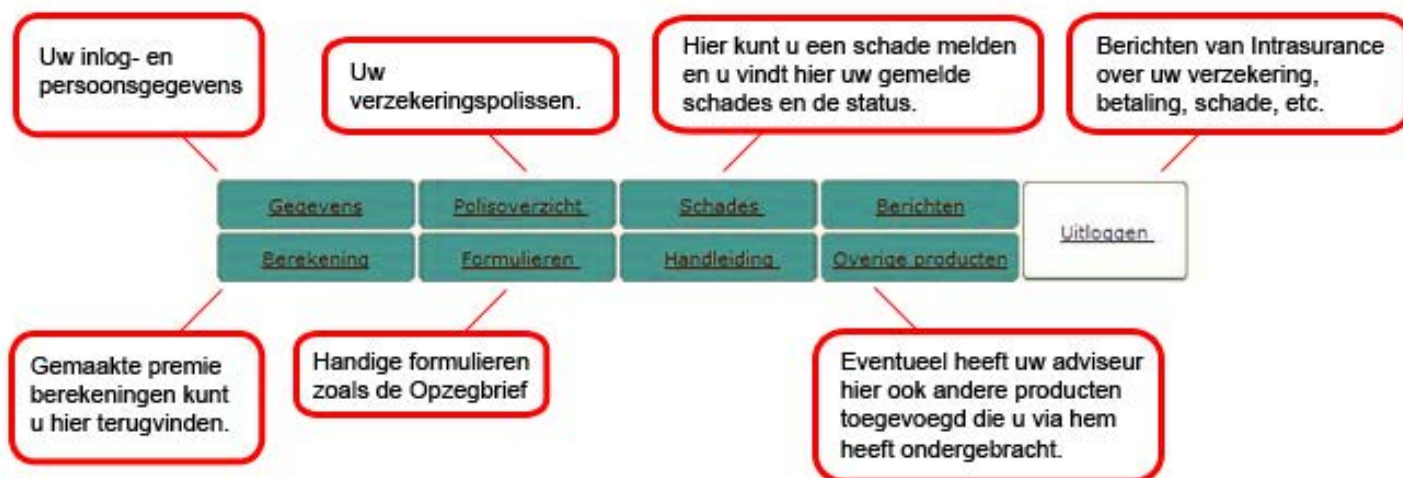 Uw inlog- en
persoonsgegevens
Uw
verzekeringspolissen.
Hier kunt u een schade melden
en u vindt hier uw gemelde
schades en de status.
Berichten van Intrasurance
over uw verzekering,
betaling, schade, etc.
Gegevens
Polisoverzicht
Schades
Berichten
Uitloggen
Berekening
Formulieren
Handleiding
Overige producten
Gemaakte premie
berekeningen kunt
u hier terugvinden.
Handige formulieren
zoals de Opzegbrief
Eventueel heeft uw adviseur
hier ook andere producten
toegevoegd die u via hem
heeft ondergebracht.